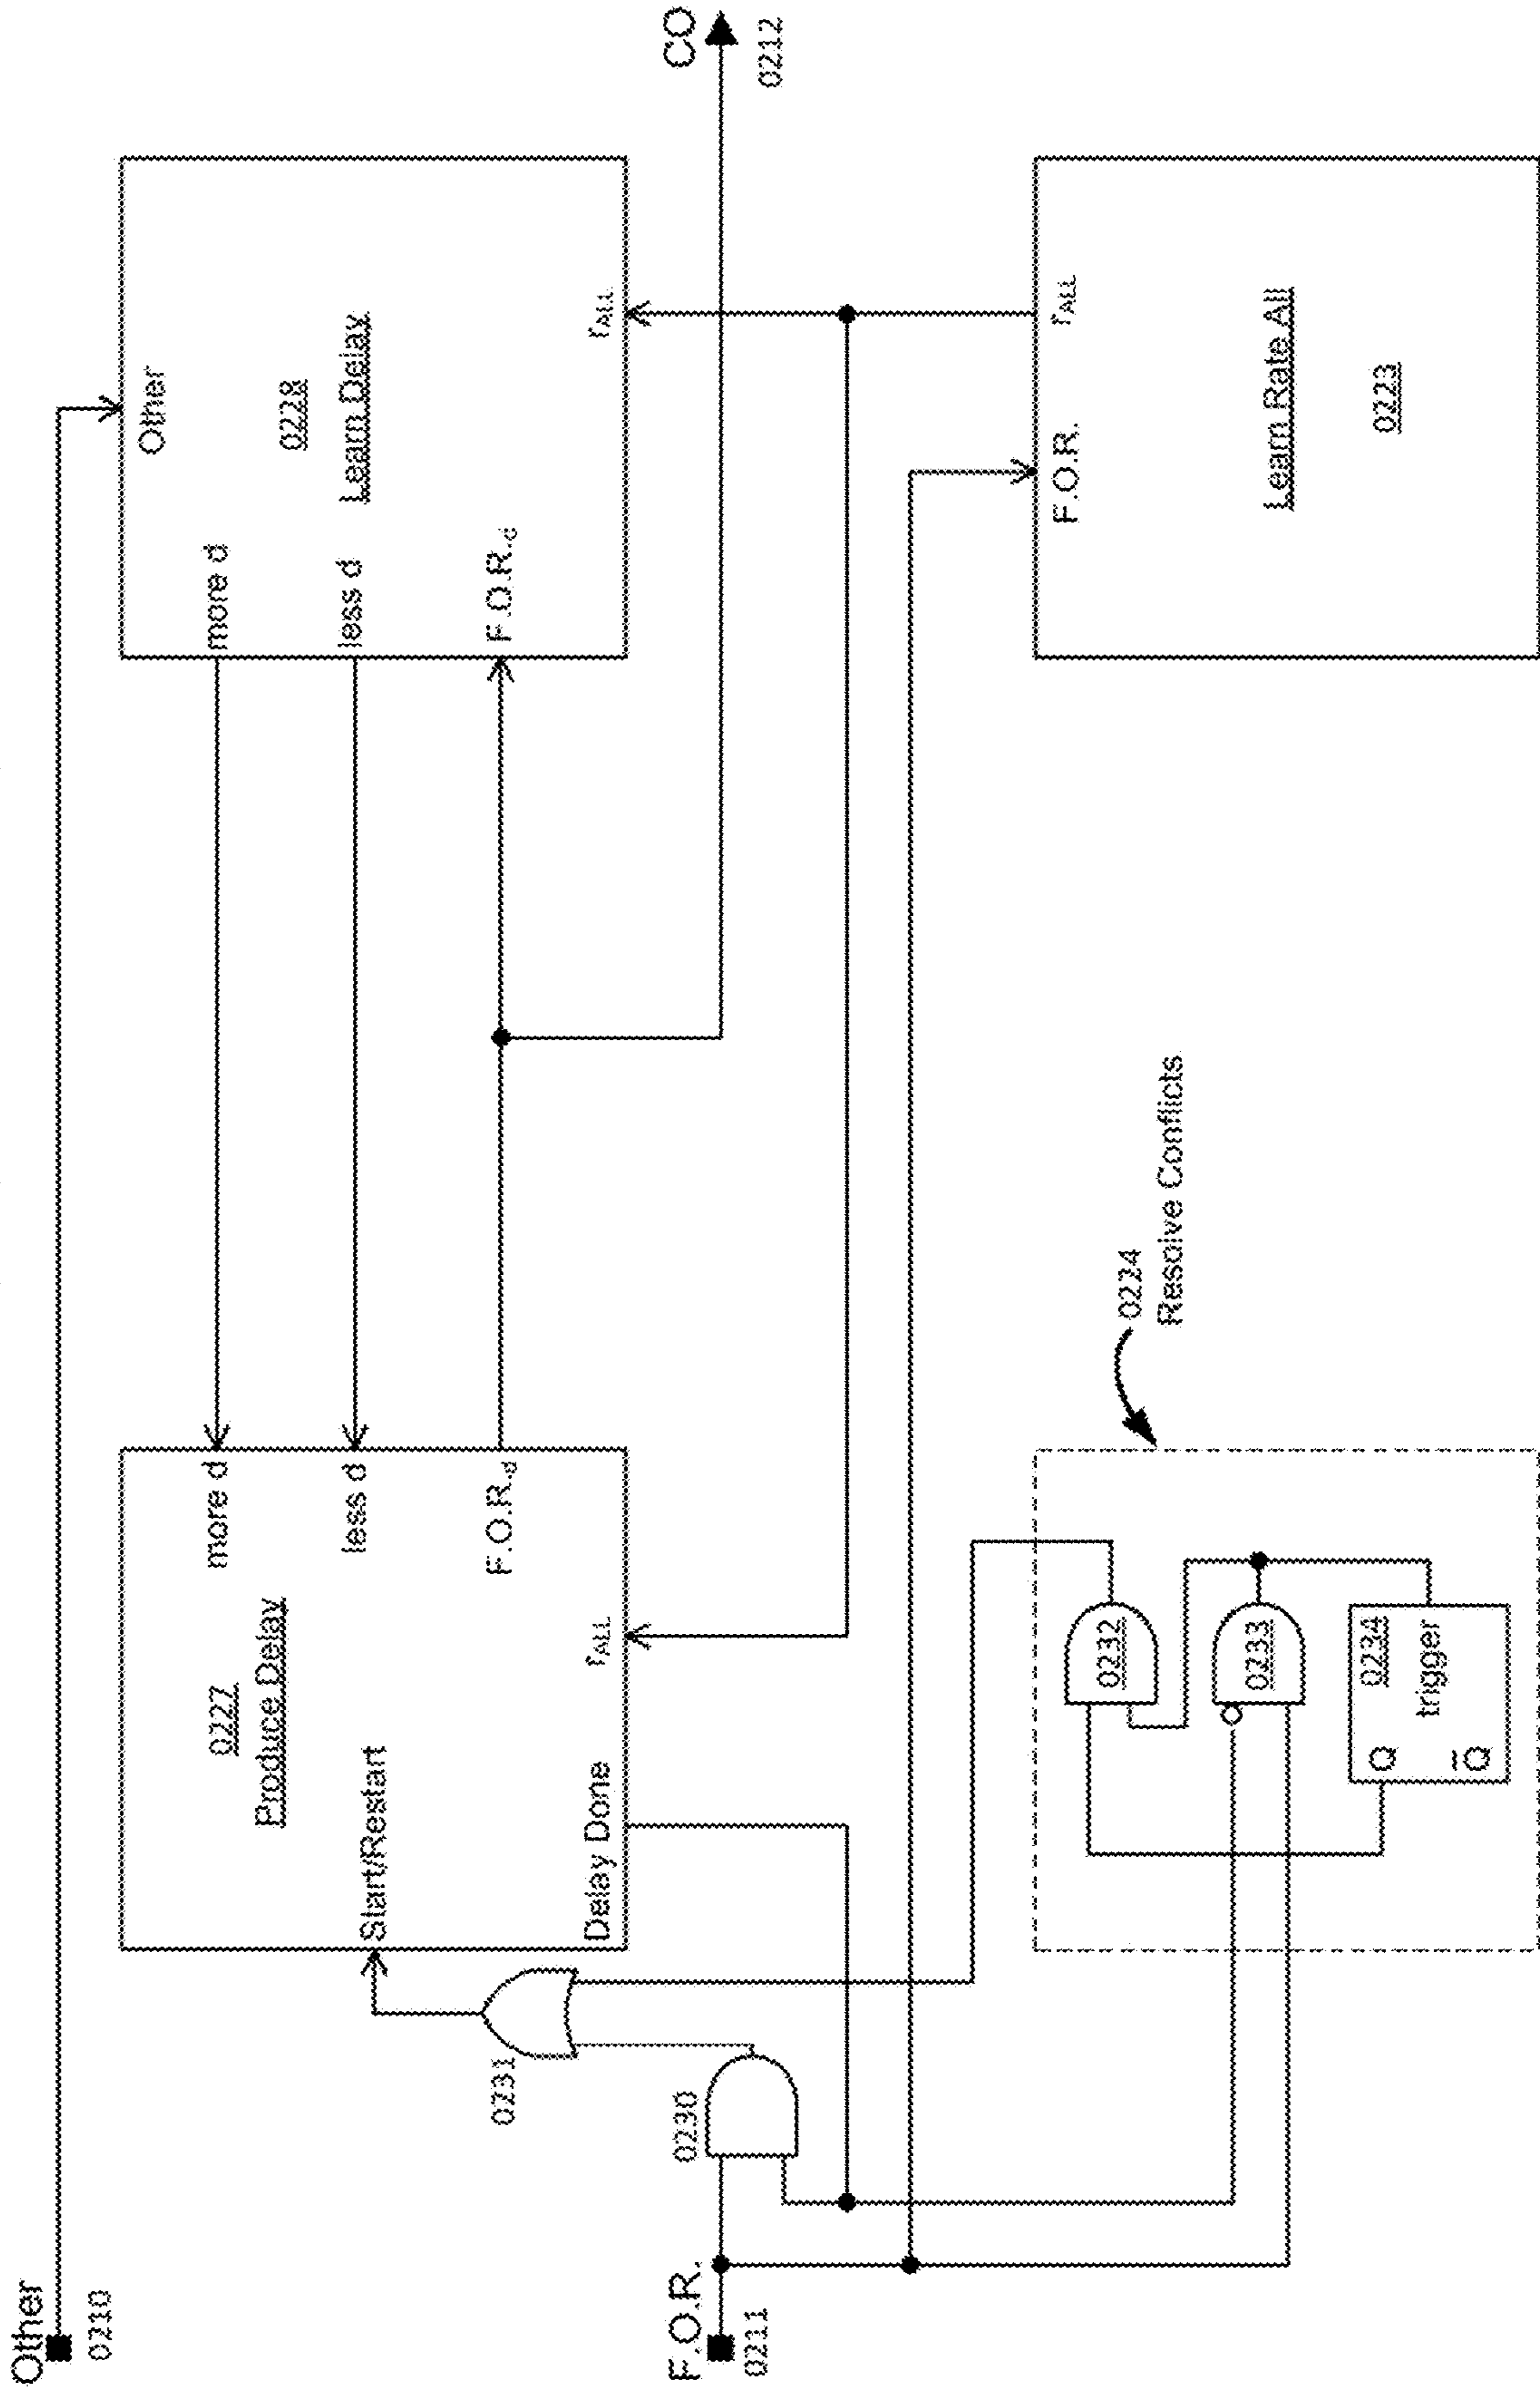 Other
0210
F.O.R.
0211
0230
0231
0227
Produce Delay
Start/Restart
Delay Done
more d
less d
F.O.R.d
rALL
more d
less d
F.O.R.d
Other
0228
Learn Delay
rALL
CO
0212
0224
Resolve Conflicts
0232
0233
0234
trigger
Q
Q̅
F.O.R.
rALL
Learn Rate All
0223